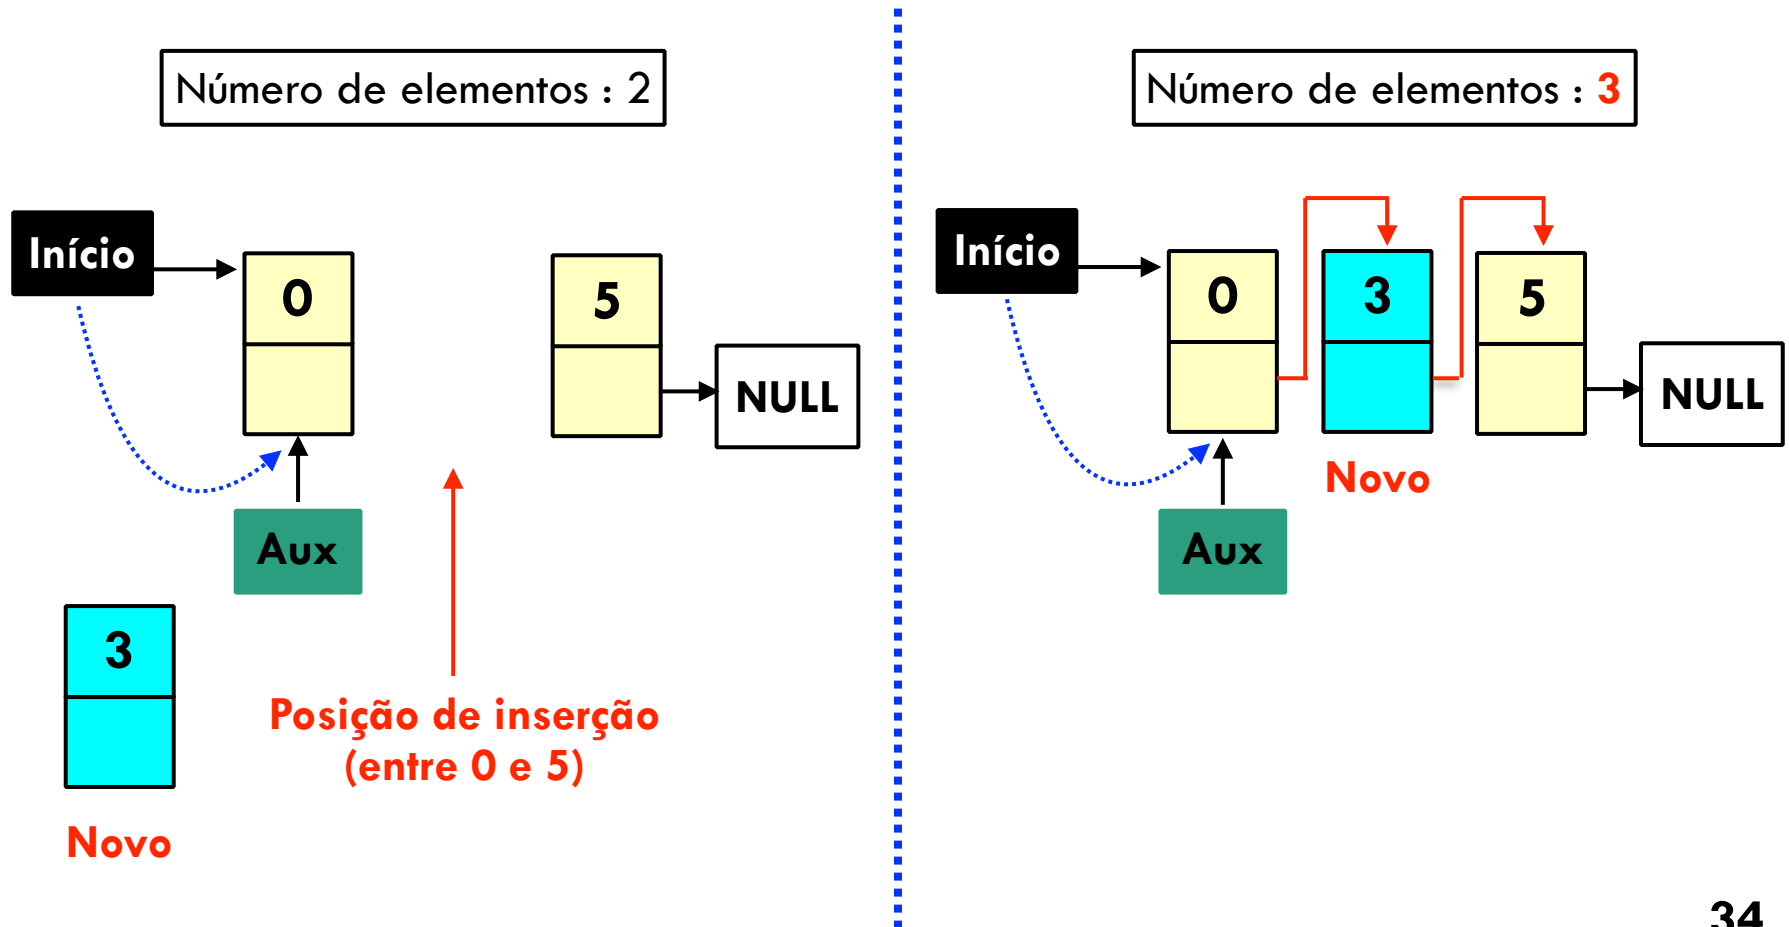 Número de elementos : 2
Início
0
5
NULL
Aux
3
Posição de inserção
(entre 0 e 5)
Novo
Número de elementos : 3
Início
0
3
5
NULL
Novo
Aux
34